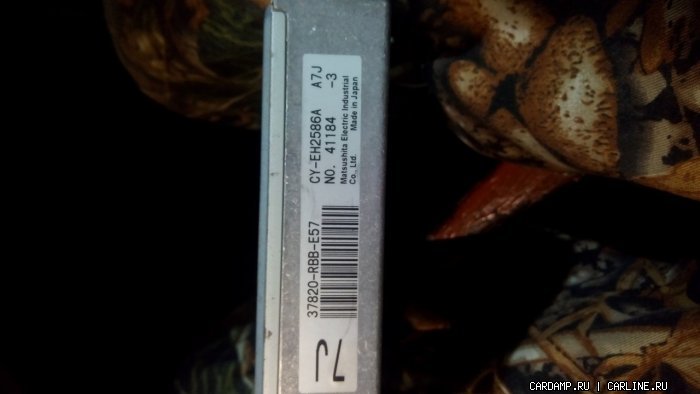 CY-EH2586A A7J
NO. 41184 -3
Matsushita Electric Industrial
Co., Ltd. Made in Japan
37820-RBB-E57
CARDAMP.RU | CARLINE.RU